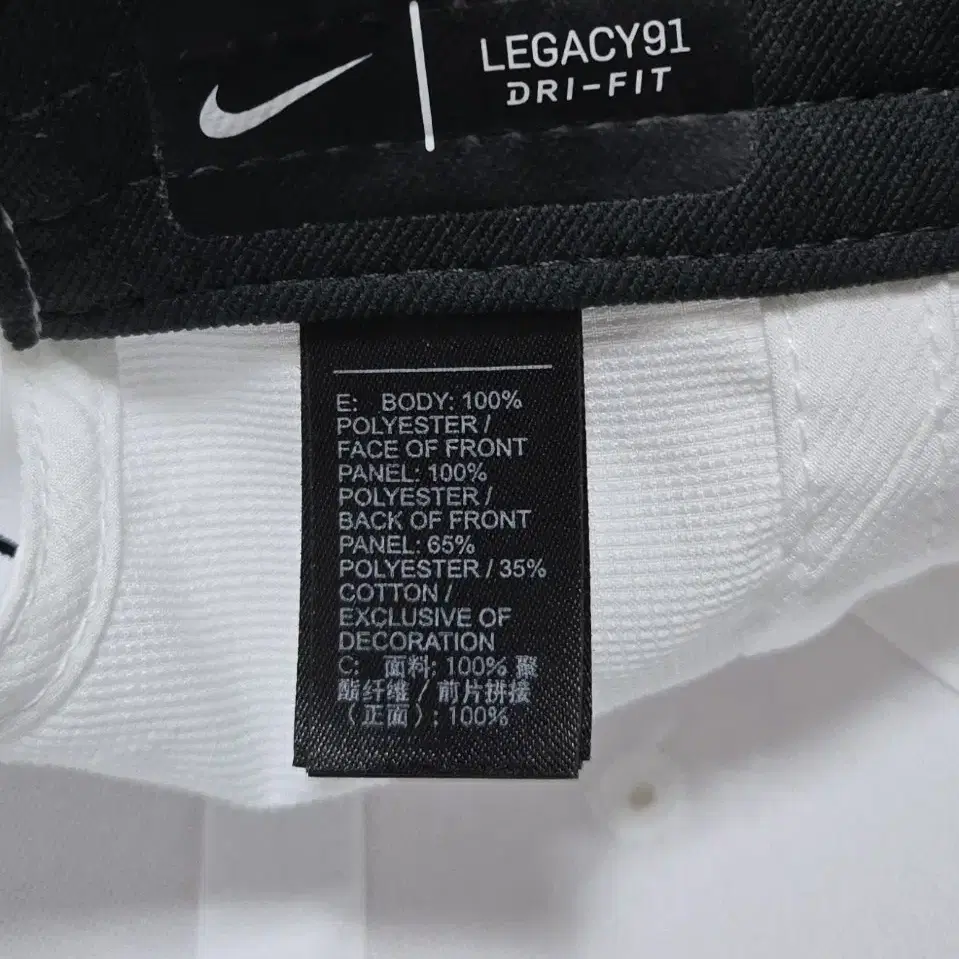 LEGACY91
DRI-FIT
E: BODY: 100%
POLYESTER /
FACE OF FRONT
PANEL: 100%
POLYESTER /
BACK OF FRONT
PANEL: 65%
POLYESTER / 35%
COTTON /
EXCLUSIVE OF
DECORATION
C: 面料: 100% 聚
酯纤维 / 前片拼接
（正面）: 100%